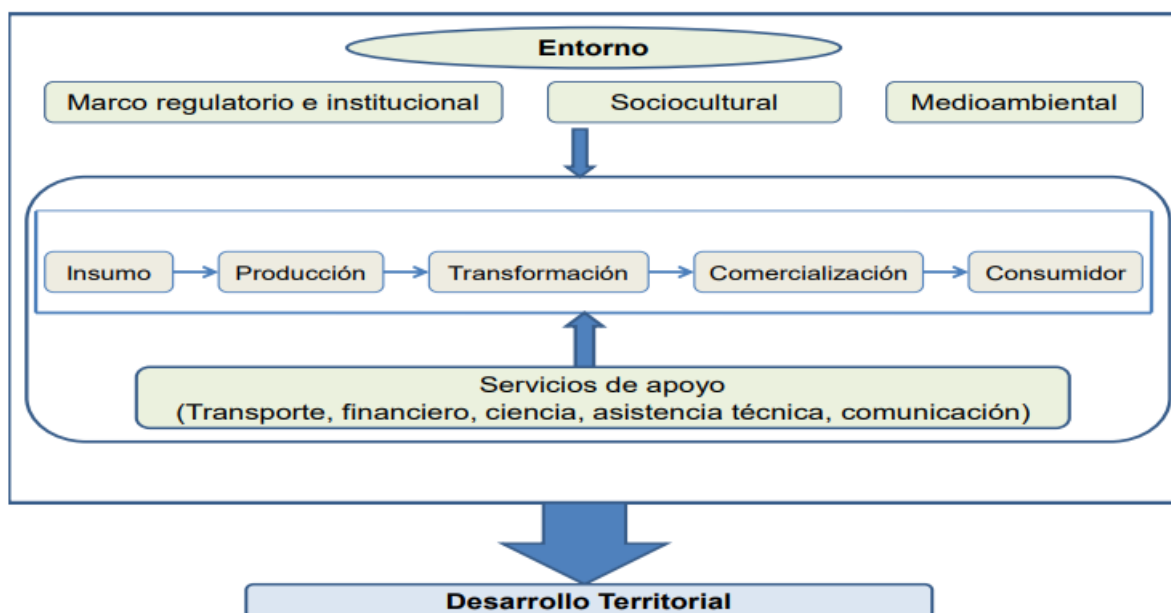 Entorno
Marco regulatorio e institucional
Sociocultural
Medioambiental
Insumo
Producción
Transformación
Comercialización
Consumidor
Servicios de apoyo
(Transporte, financiero, ciencia, asistencia técnica, comunicación)
Desarrollo Territorial